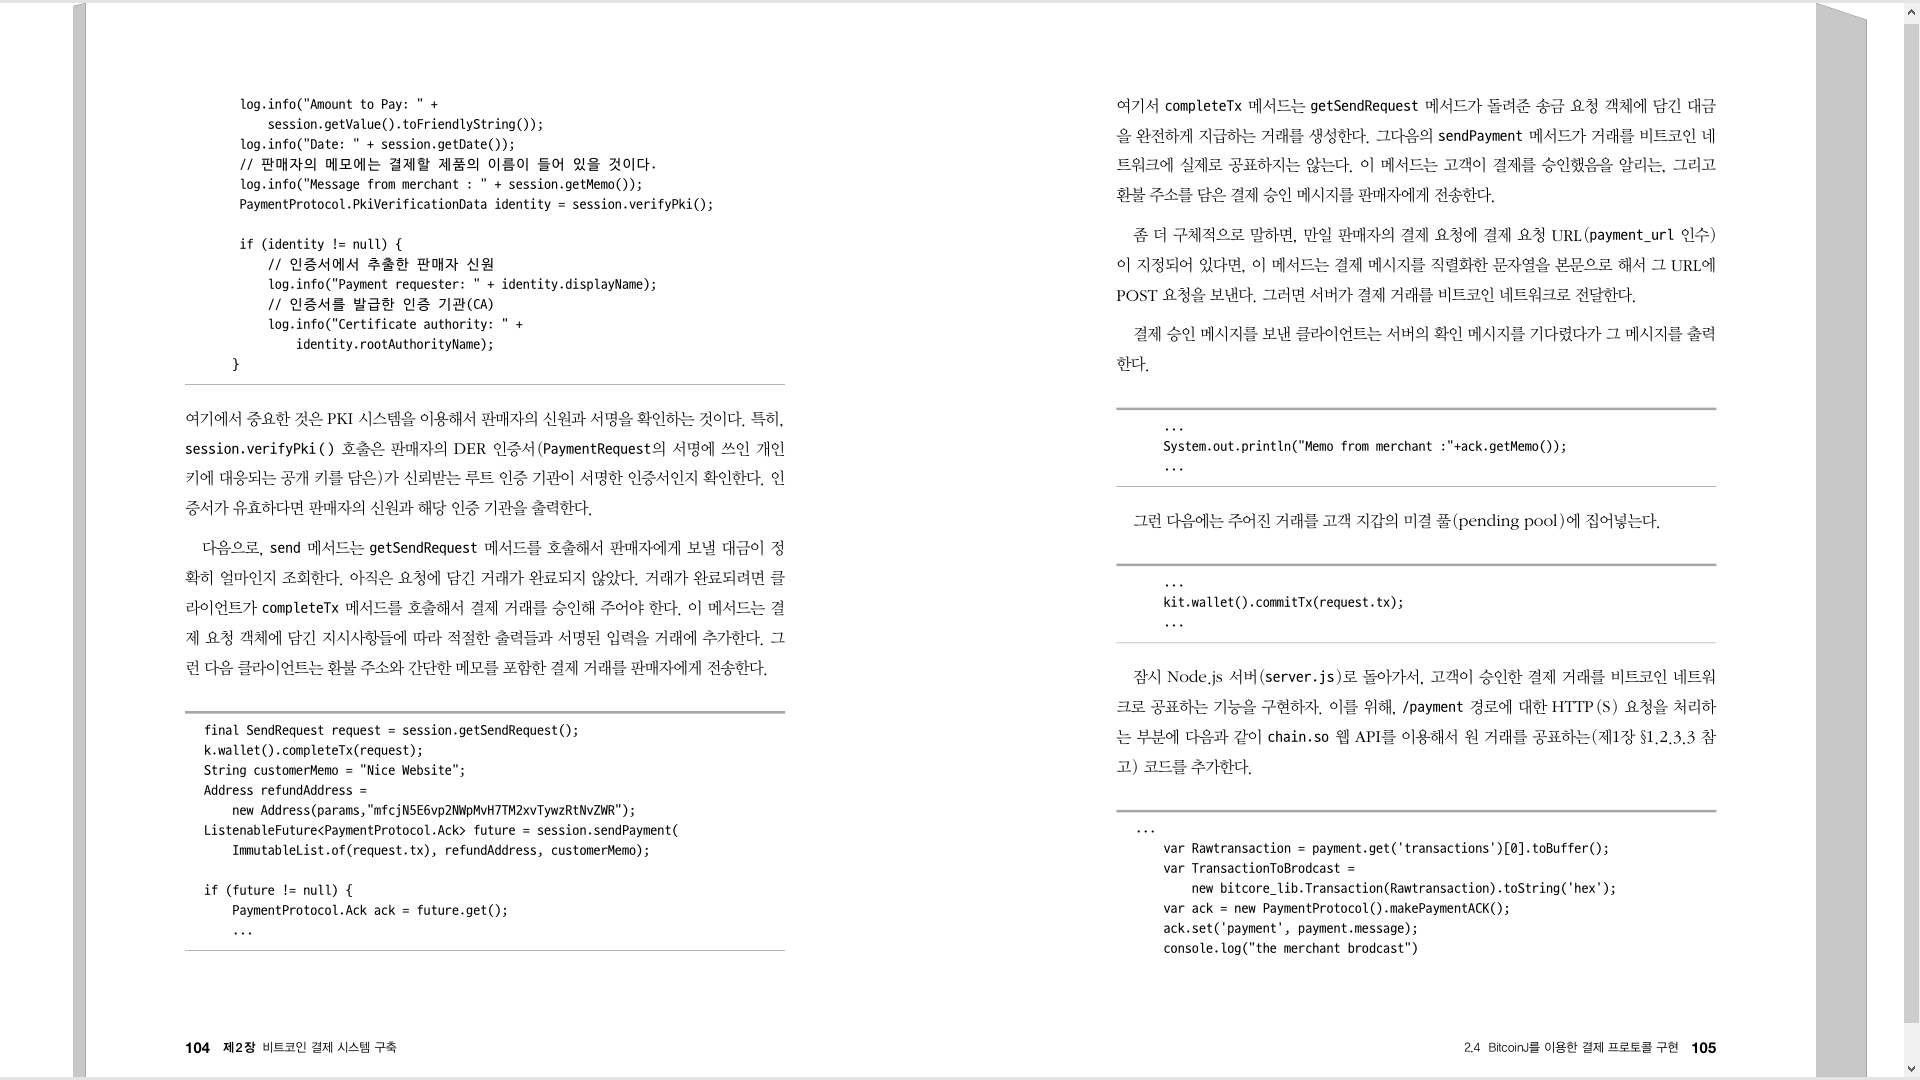 log.info("Amount to Pay: " +
session.getValue().toFriendlyString());
log.info("Date: " + session.getDate());
// 판매자의 메모에는 결제할 제품의 이름이 들어 있을 것이다.
log.info("Message from merchant : " + session.getMemo());
PaymentProtocol.PkiVerificationData identity = session.verifyPki();
if (identity != null) {
// 인증서에서 추출한 판매자 신원
log.info("Payment requester: " + identity.displayName);
// 인증서를 발급한 인증 기관(CA)
log.info("Certificate authority: " +
identity.rootAuthorityName);
}
여기에서 중요한 것은 PKI 시스템을 이용해서 판매자의 신원과 서명을 확인하는 것이다. 특히,
session.verifyPki() 호출은 판매자의 DER 인증서(PaymentRequest의 서명에 쓰인 개인
키에 대응되는 공개 키를 담은)가 신뢰받는 루트 인증 기관이 서명한 인증서인지 확인한다. 인
증서가 유효하다면 판매자의 신원과 해당 인증 기관을 출력한다.
다음으로, send 메서드는 getSendRequest 메서드를 호출해서 판매자에게 보낼 대금이 정
확히 얼마인지 조회한다. 아직은 요청에 담긴 거래가 완료되지 않았다. 거래가 완료되려면 클
라이언트가 completeTx 메서드를 호출해서 결제 거래를 승인해 주어야 한다. 이 메서드는 결
제 요청 객체에 담긴 지시사항들에 따라 적절한 출력들과 서명된 입력을 거래에 추가한다. 그
런 다음 클라이언트는 환불 주소와 간단한 메모를 포함한 결제 거래를 판매자에게 전송한다.
final SendRequest request = session.getSendRequest();
k.wallet().completeTx(request);
String customerMemo = "Nice Website";
Address refundAddress =
new Address(params,"mfcjN5E6vp2NWpMvH7TM2xvTywzRtNvZWR");
ListenableFuture<PaymentProtocol.Ack> future = session.sendPayment(
ImmutableList.of(request.tx), refundAddress, customerMemo);
if (future != null) {
PaymentProtocol.Ack ack = future.get();
...
104 제2장 비트코인 결제 시스템 구축
여기서 completeTx 메서드는 getSendRequest 메서드가 돌려준 송금 요청 객체에 담긴 대금
을 완전하게 지급하는 거래를 생성한다. 그다음의 sendPayment 메서드가 거래를 비트코인 네
트워크에 실제로 공표하지는 않는다. 이 메서드는 고객이 결제를 승인했음을 알리는, 그리고
환불 주소를 담은 결제 승인 메시지를 판매자에게 전송한다.
좀 더 구체적으로 말하면, 만일 판매자의 결제 요청에 결제 요청 URL(payment_url 인수)
이 지정되어 있다면, 이 메서드는 결제 메시지를 직렬화한 문자열을 본문으로 해서 그 URL에
POST 요청을 보낸다. 그러면 서버가 결제 거래를 비트코인 네트워크로 전달한다.
결제 승인 메시지를 보낸 클라이언트는 서버의 확인 메시지를 기다렸다가 그 메시지를 출력
한다.
...
System.out.println("Memo from merchant :"+ack.getMemo());
...
그런 다음에는 주어진 거래를 고객 지갑의 미결 풀(pending pool)에 집어넣는다.
...
kit.wallet().commitTx(request.tx);
...
잠시 Node.js 서버(server.js)로 돌아가서, 고객이 승인한 결제 거래를 비트코인 네트워
크로 공표하는 기능을 구현하자. 이를 위해, /payment 경로에 대한 HTTP(S) 요청을 처리하
는 부분에 다음과 같이 chain.so 웹 API를 이용해서 원 거래를 공표하는(제1장 §1.2.3.3 참
고) 코드를 추가한다.
...
var Rawtransaction = payment.get('transactions')[0].toBuffer();
var TransactionToBrodcast =
new bitcore_lib.Transaction(Rawtransaction).toString('hex');
var ack = new PaymentProtocol().makePaymentACK();
ack.set('payment', payment.message);
console.log("the merchant brodcast")
2.4 BitcoinJ를 이용한 결제 프로토콜 구현 105